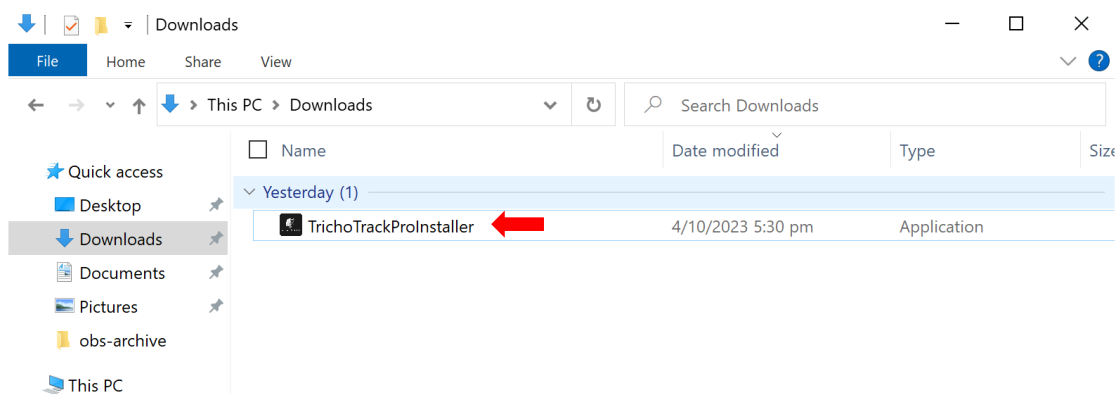 Downloads
File Home Share View
This PC Downloads Search Downloads
Name Date modified Type Size
Quick access
Yesterday (1)
Desktop
TrichoTrackProInstaller 4/10/2023 5:30 pm Application
Downloads
Documents
Pictures
obs-archive
This PC